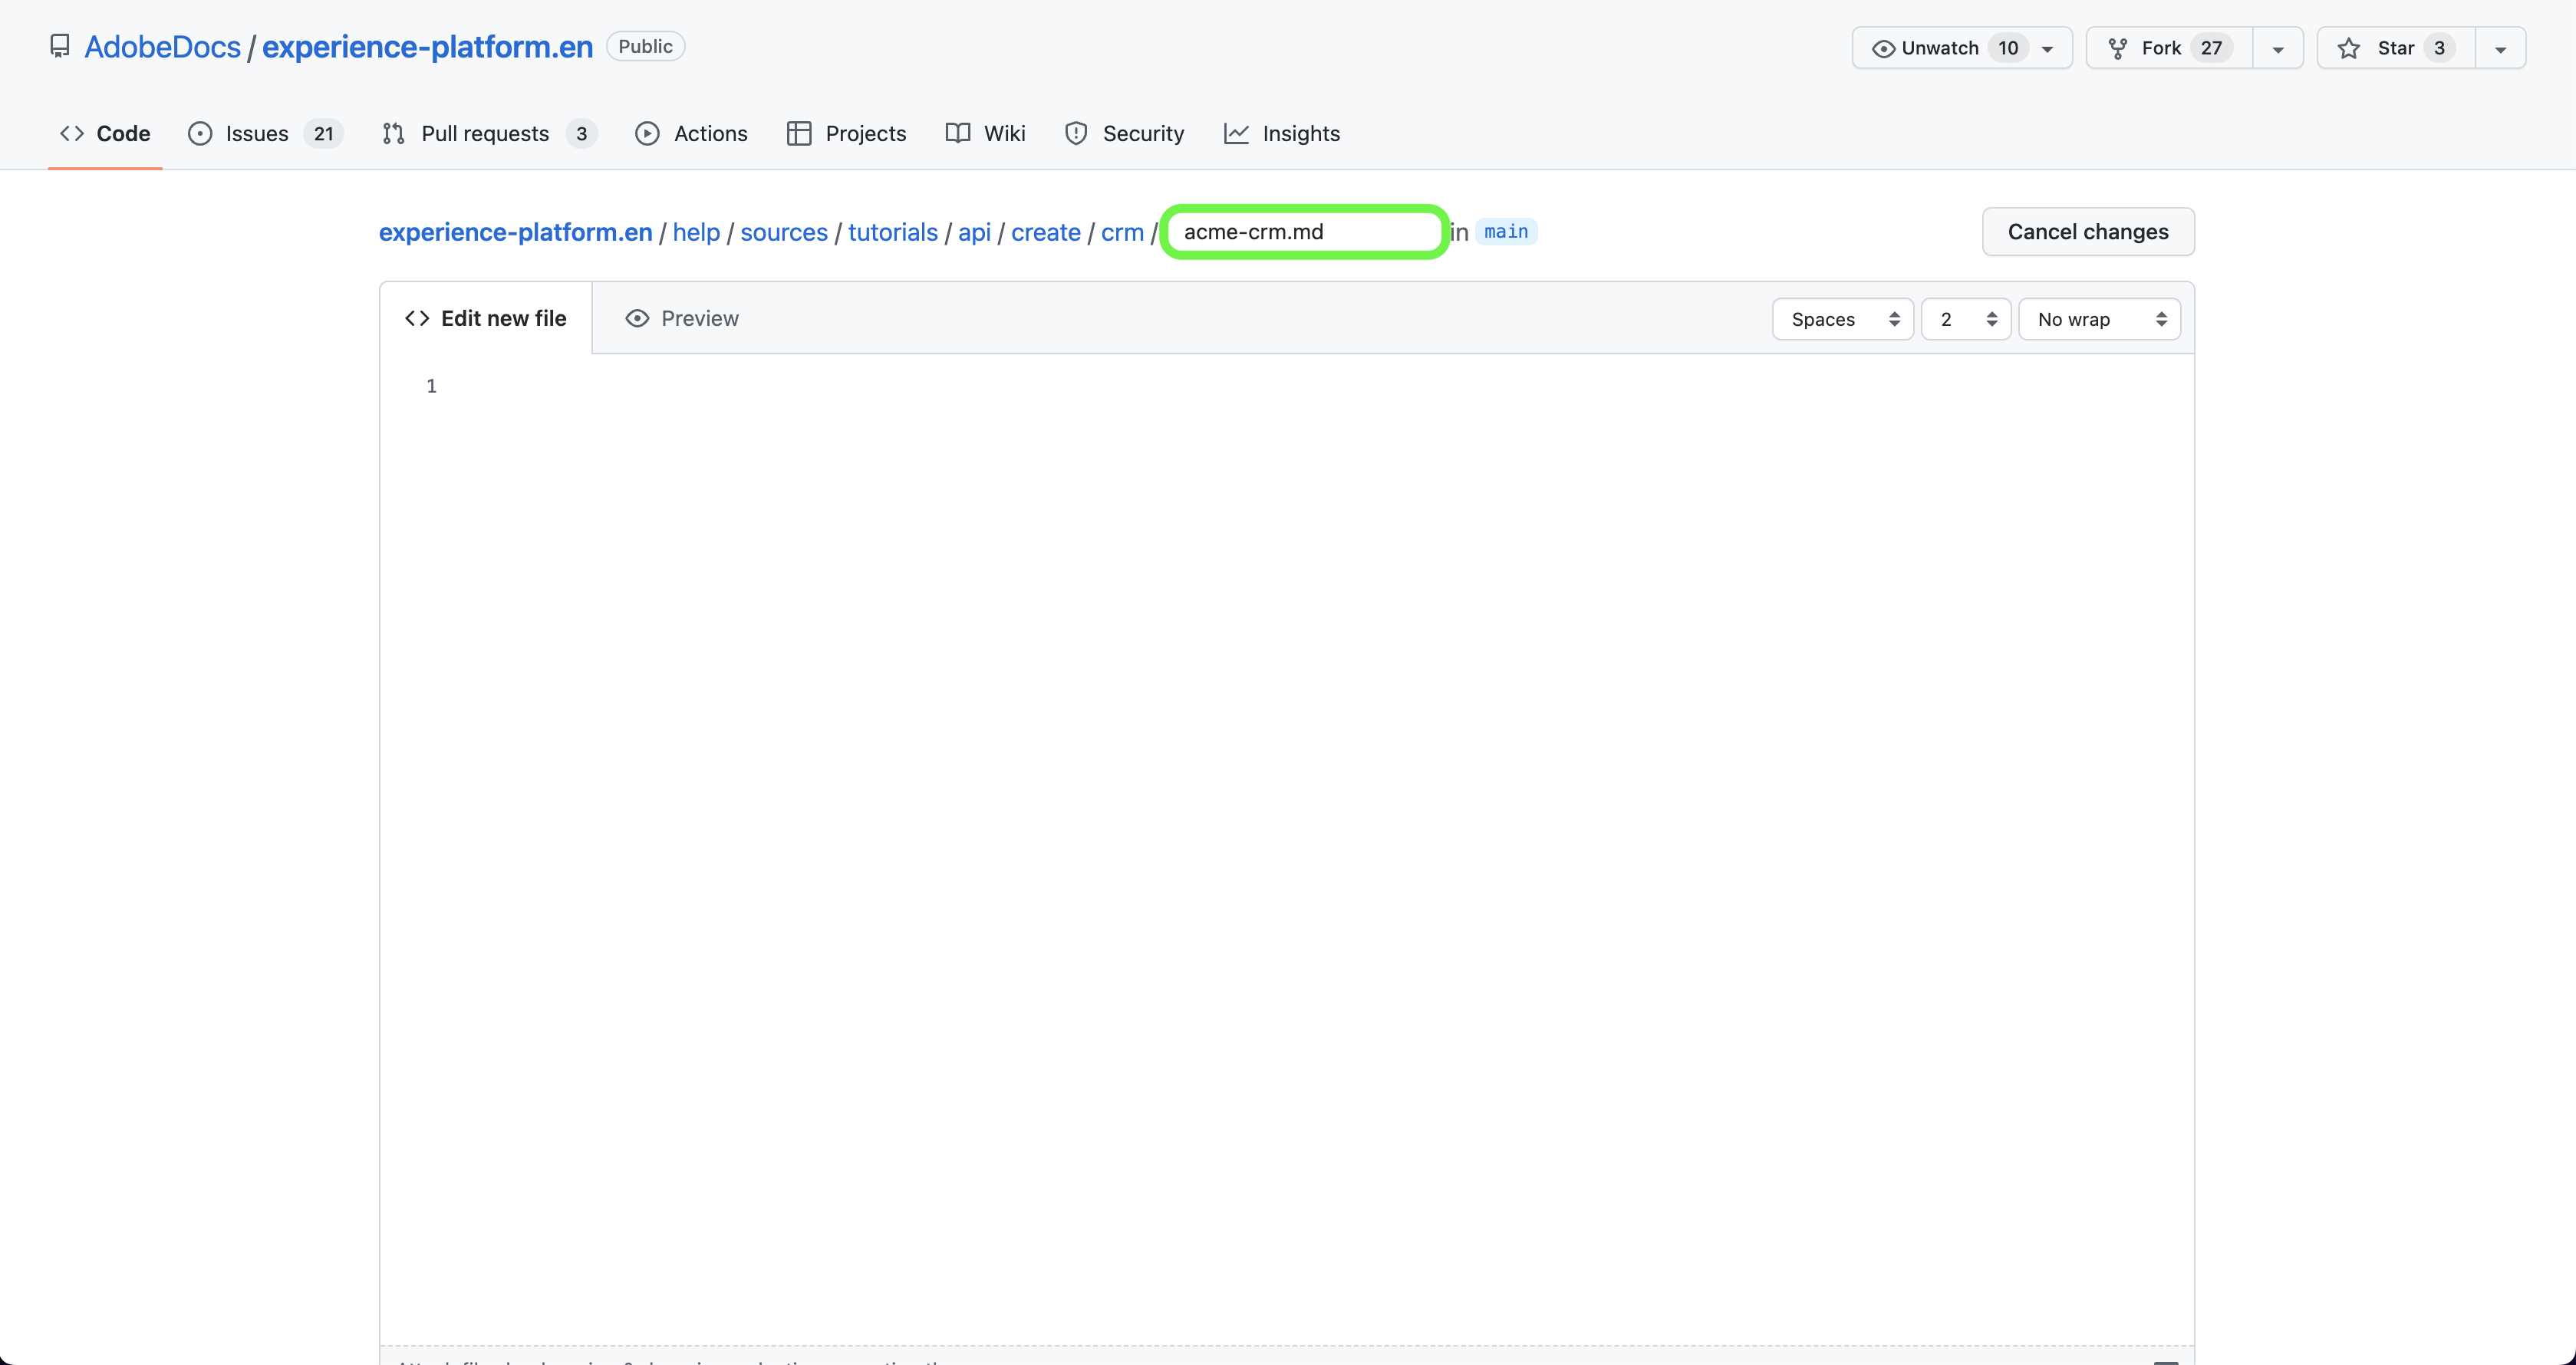 AdobeDocs / experience-platform.en Public Unwatch 10 Fork 27 Star 3
Code Issues 21 Pull requests 3 Actions Projects Wiki Security Insights
experience-platform.en / help / sources / tutorials / api / create / crm / acme-crm.md in main Cancel changes
Edit new file Preview Spaces 2 No wrap
1